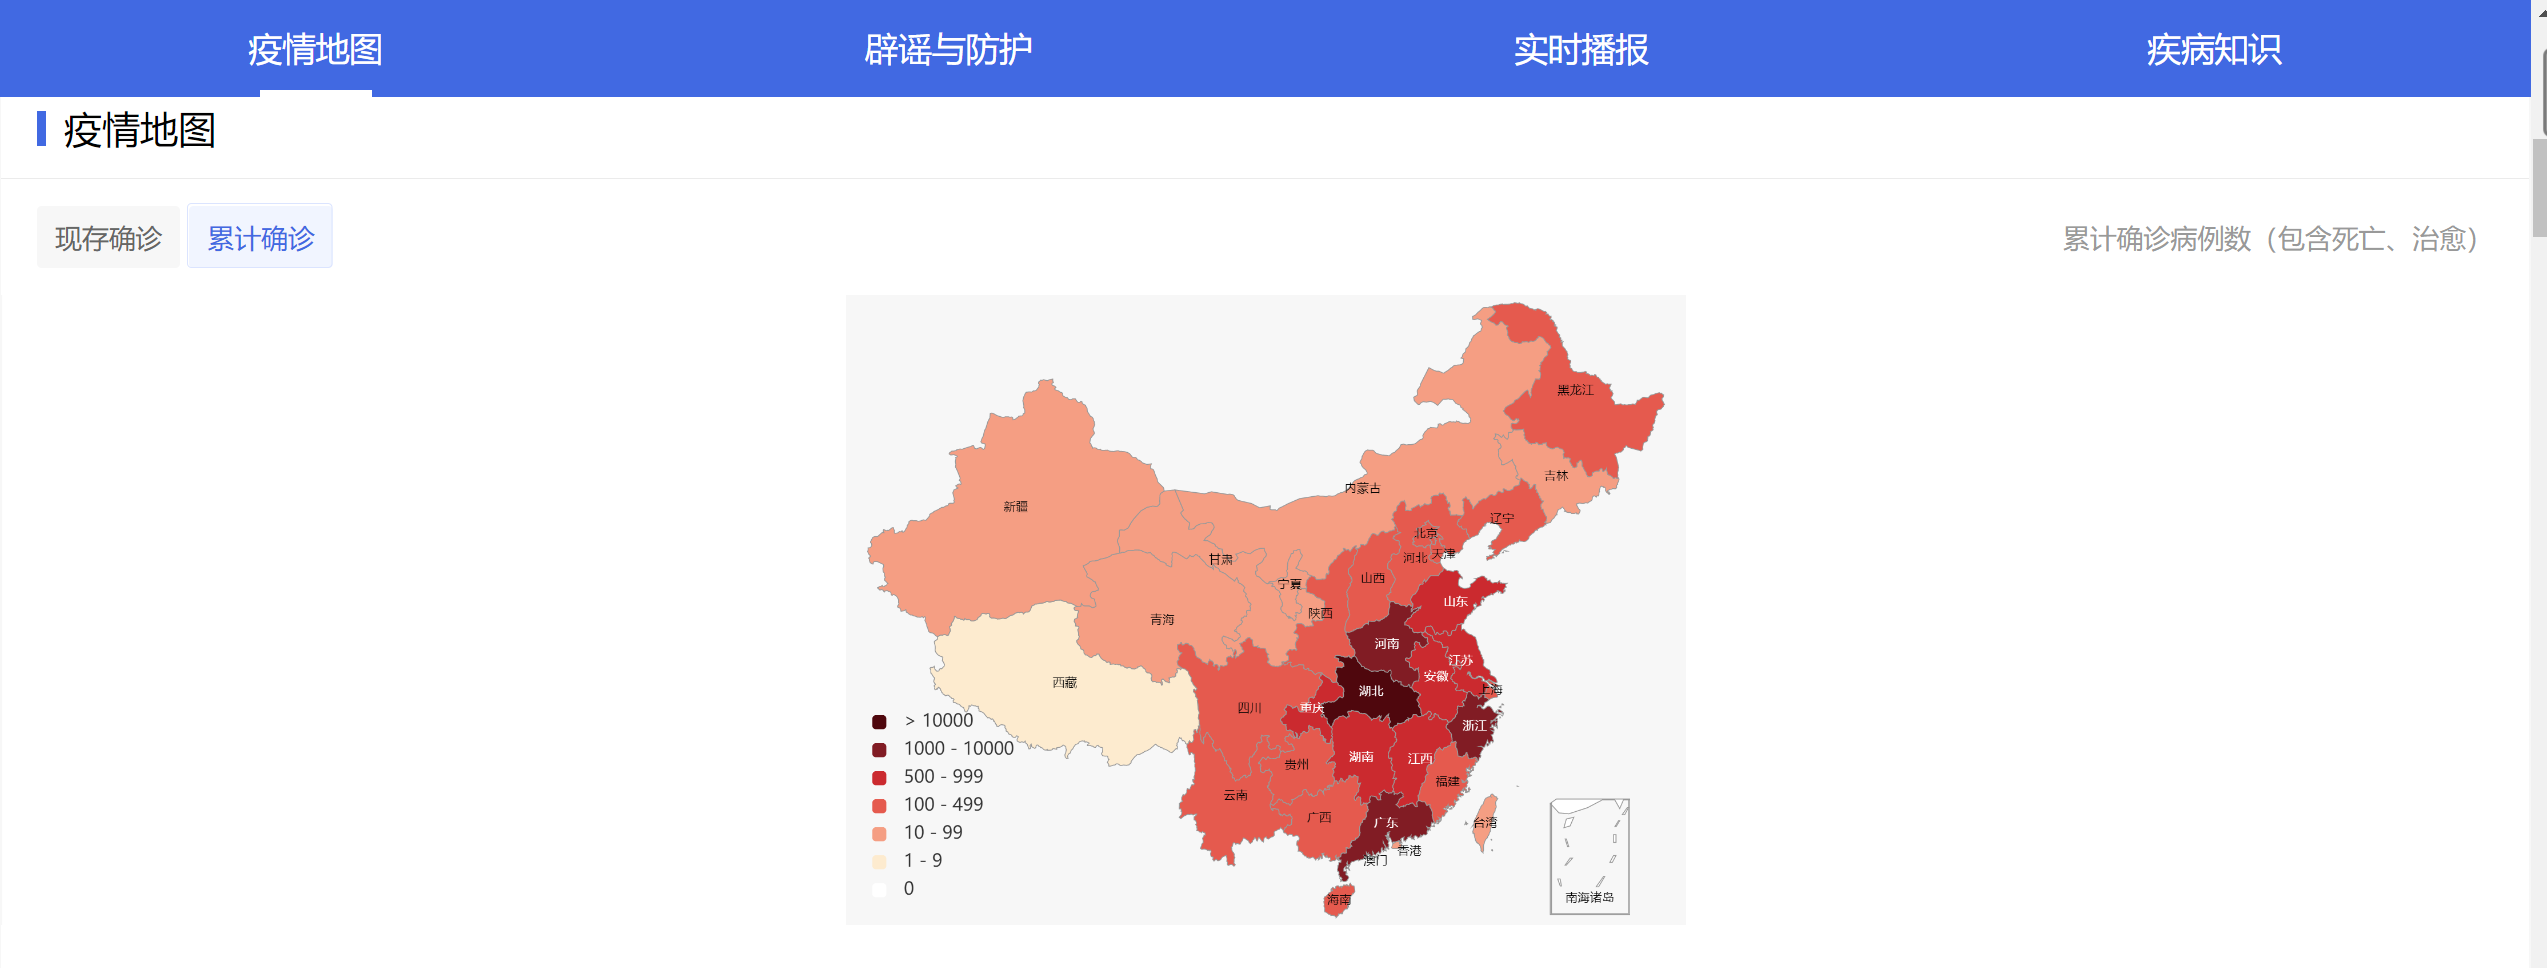 疫情地图
辟谣与防护
实时播报
疾病知识
疫情地图
现存确诊
累计确诊
累计确诊病例数（包含死亡、治愈）
黑龙江
吉林
内蒙古
新疆
辽宁
北京
天津
河北
甘肃
山西
宁夏
山东
陕西
青海
河南
江苏
安徽
西藏
湖北
上海
四川
重庆
浙江
湖南
江西
贵州
福建
云南
广西
广东
台湾
香港
澳门
海南
南海诸岛
> 10000
1000 - 10000
500 - 999
100 - 499
10 - 99
1 - 9
0